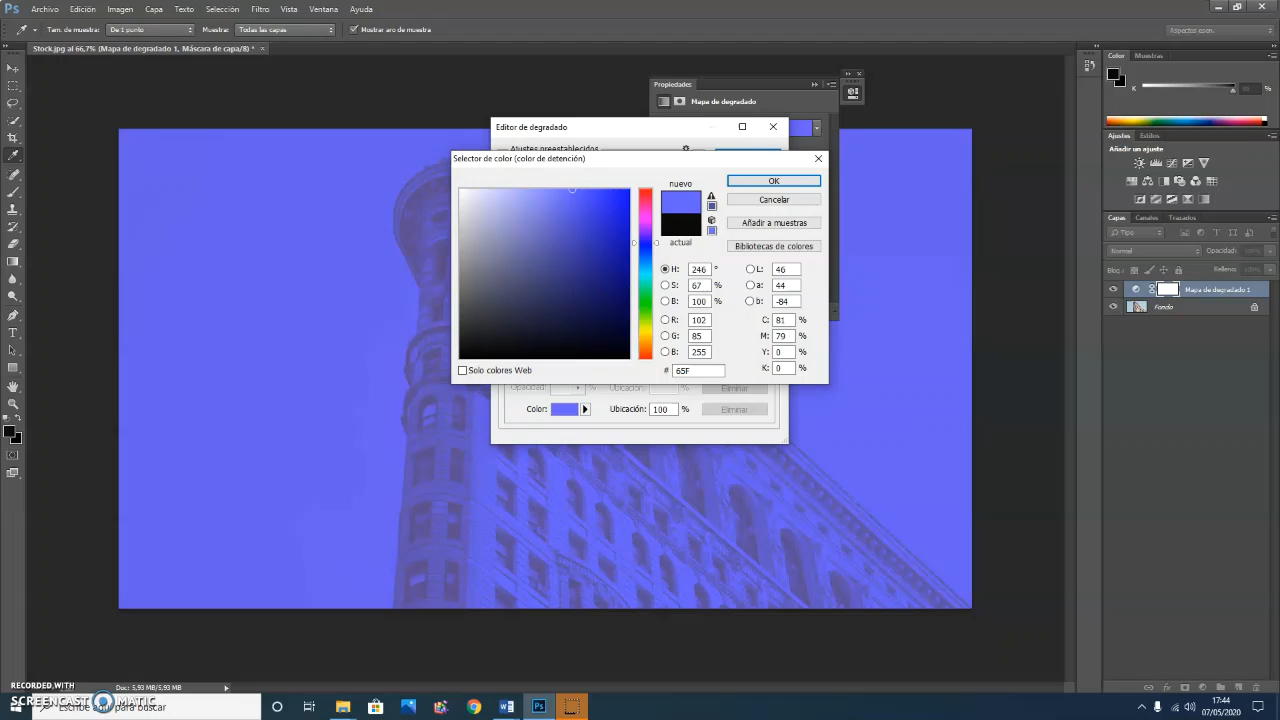 Ps Archivo Edición Imagen Capa Texto Selección Filtro Vista Ventana Ayuda
Tam. de muestra: De 1 punto Muestra: Todas las capas Mostrar aro de muestra Aspectos esen.
Stock.jpg al 66,7% (Mapa de degradado 1, Máscara de capa/8) *
Color Muestras
K %
Propiedades
Mapa de degradado
Editor de degradado
Ajustes preestablecidos
Selector de color (color de detención)
nuevo
actual
OK
Cancelar
Añadir a muestras
Bibliotecas de colores
H: 246 °
S: 67 %
B: 100 %
R: 102
G: 85
B: 255
# 65F
L: 46
a: 44
b: -84
C: 81 %
M: 79 %
Y: 0 %
K: 0 %
Solo colores Web
Opacidad: % Ubicación: % Eliminar
Color: Ubicación: 100 % Eliminar
Ajustes Estilos
Añadir un ajuste
Capas Canales Trazados
Tipo
Normal Opacidad:
Bloq Relleno:
Mapa de degradado 1
Fondo
RECORDED WITH
SCREENCAST MATIC
Doc: 5,93 MB/5,93 MB
Escribe aquí para buscar
Ps
17:44
07/05/2020